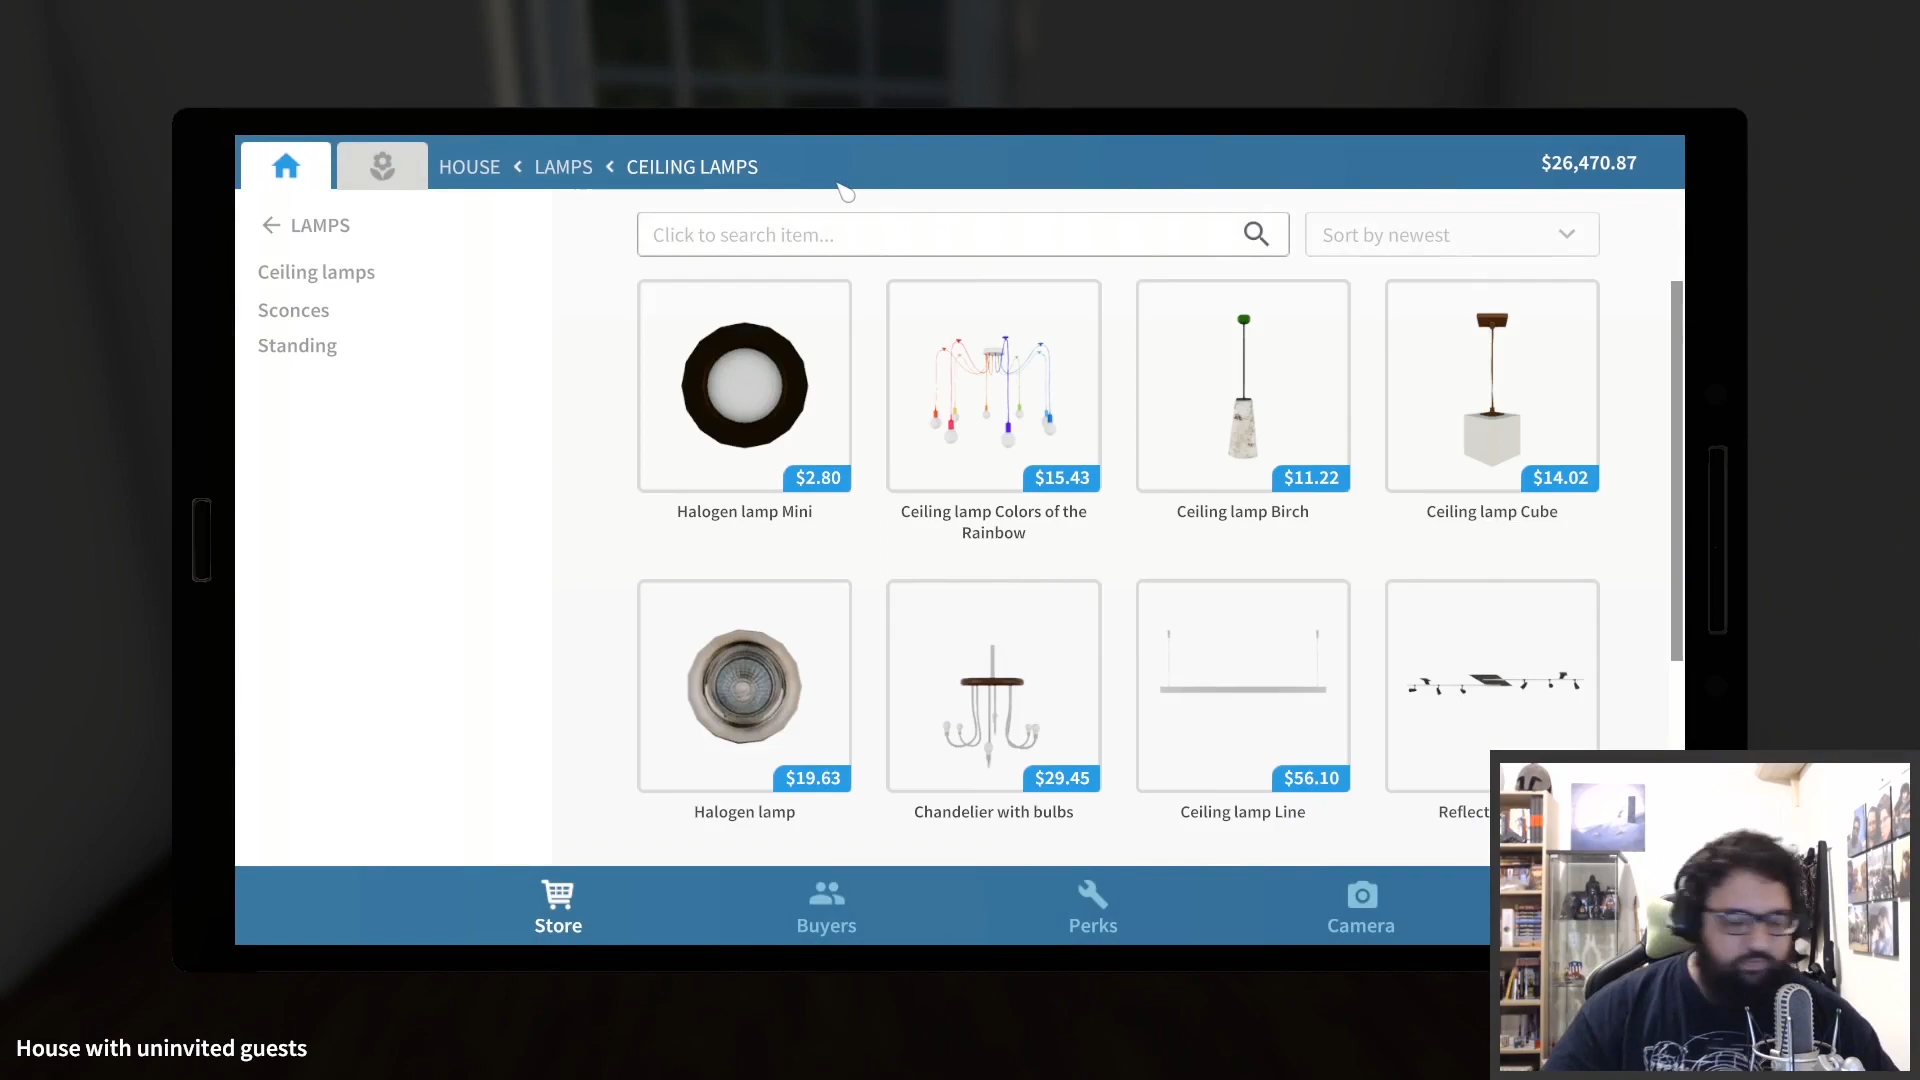 HOUSE < LAMPS < CEILING LAMPS
$26,470.87
LAMPS
Ceiling lamps
Sconces
Standing
Click to search item...
Sort by newest
$2.80
Halogen lamp Mini
$15.43
Ceiling lamp Colors of the
Rainbow
$11.22
Ceiling lamp Birch
$14.02
Ceiling lamp Cube
$19.63
Halogen lamp
$29.45
Chandelier with bulbs
$56.10
Ceiling lamp Line
Reflect
Store
Buyers
Perks
Camera
House with uninvited guests